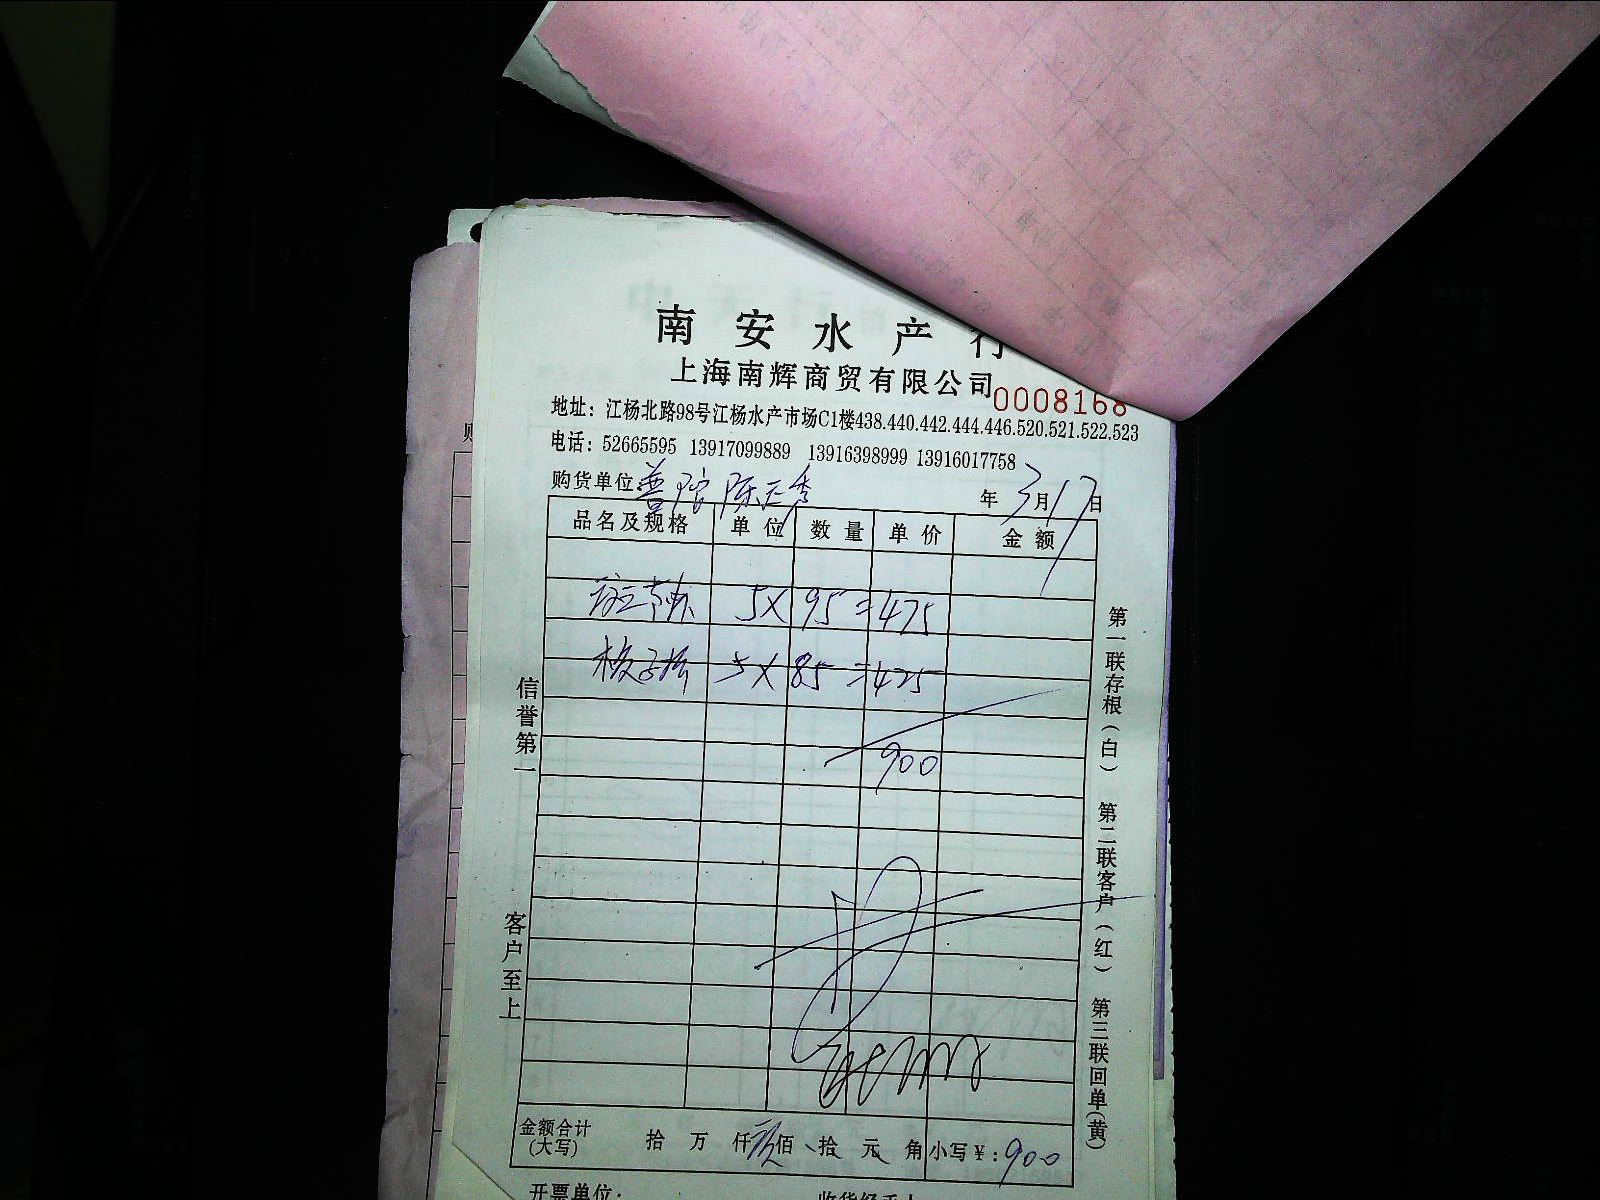 南安水产行
上海南辉商贸有限公司 0008168
地址：江杨北路98号江杨水产市场C1楼438.440.442.444.446.520.521.522.523
电话：52665595 13917099889 13916398999 13916017758
购货单位：普陀 陈正秀 年 3月17日
品名及规格 单位 数量 单价 金额
5X 95=475
5X 85=425
900
信誉第一 客户至上
第一联存根（白） 第二联客户（红） 第三联回单（黄）
金额合计（大写） 拾 万 仟 玖佰 拾 元 角 小写￥：900
开票单位：